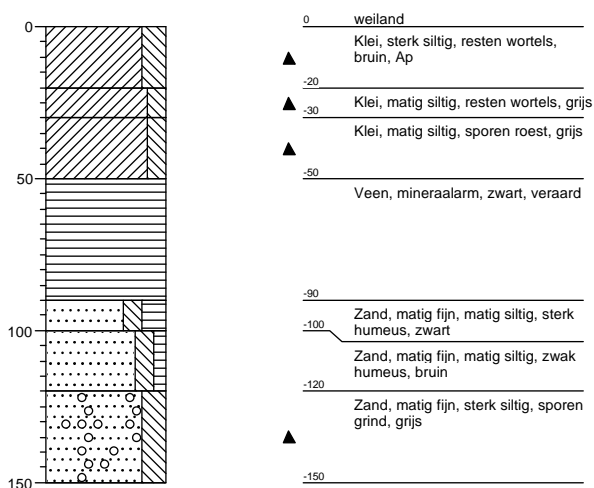 0
50
100
150
0 weiland
Klei, sterk siltig, resten wortels,
bruin, Ap
-20
Klei, matig siltig, resten wortels, grijs
-30
Klei, matig siltig, sporen roest, grijs
-50
Veen, mineraalarm, zwart, veraard
-90
Zand, matig fijn, matig siltig, sterk
humeus, zwart
-100
Zand, matig fijn, matig siltig, zwak
humeus, bruin
-120
Zand, matig fijn, sterk siltig, sporen
grind, grijs
-150